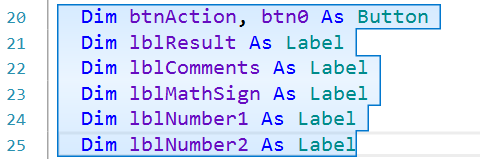 20 Dim btnAction, btn0 As Button
21 Dim lblResult As Label
22 Dim lblComments As Label
23 Dim lblMathSign As Label
24 Dim lblNumber1 As Label
25 Dim lblNumber2 As Label